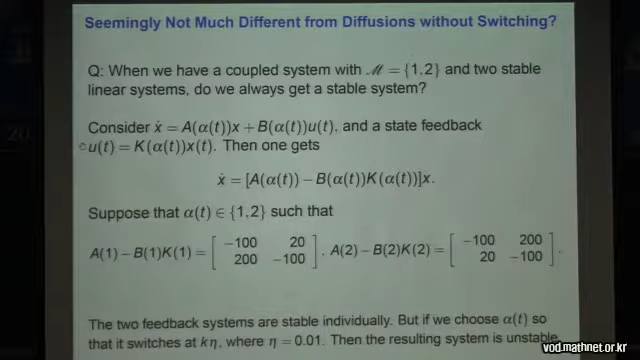 Seemingly Not Much Different from Diffusions without Switching?
Q: When we have a coupled system with ℳ = {1,2} and two stable
linear systems, do we always get a stable system?
Consider ẋ = A(α(t))x + B(α(t))u(t), and a state feedback
u(t) = K(α(t))x(t). Then one gets
ẋ = [A(α(t)) − B(α(t))K(α(t))]x.
Suppose that α(t) ∈ {1,2} such that
A(1) − B(1)K(1) = [ −100 20
200 −100 ], A(2) − B(2)K(2) = [ −100 200
20 −100 ].
The two feedback systems are stable individually. But if we choose α(t) so
that it switches at kη, where η = 0.01. Then the resulting system is unstable.
vod.mathnet.or.kr